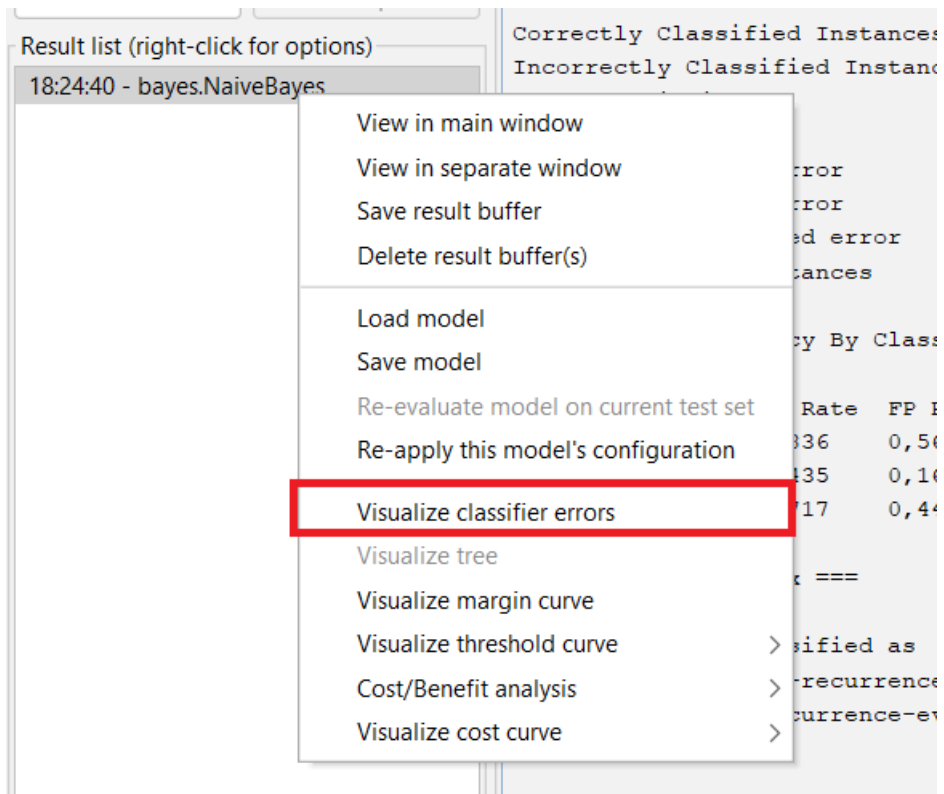 Result list (right-click for options)
18:24:40 - bayes.NaiveBayes
View in main window
View in separate window
Save result buffer
Delete result buffer(s)
Load model
Save model
Re-evaluate model on current test set
Re-apply this model's configuration
Visualize classifier errors
Visualize tree
Visualize margin curve
Visualize threshold curve
Cost/Benefit analysis
Visualize cost curve
Correctly Classified Instances
Incorrectly Classified Instanc
rror
rror
ed error
tances
cy By Class
Rate FP
336 0,56
435 0,16
717 0,44
x ===
sified as
-recurrence
currence-ev